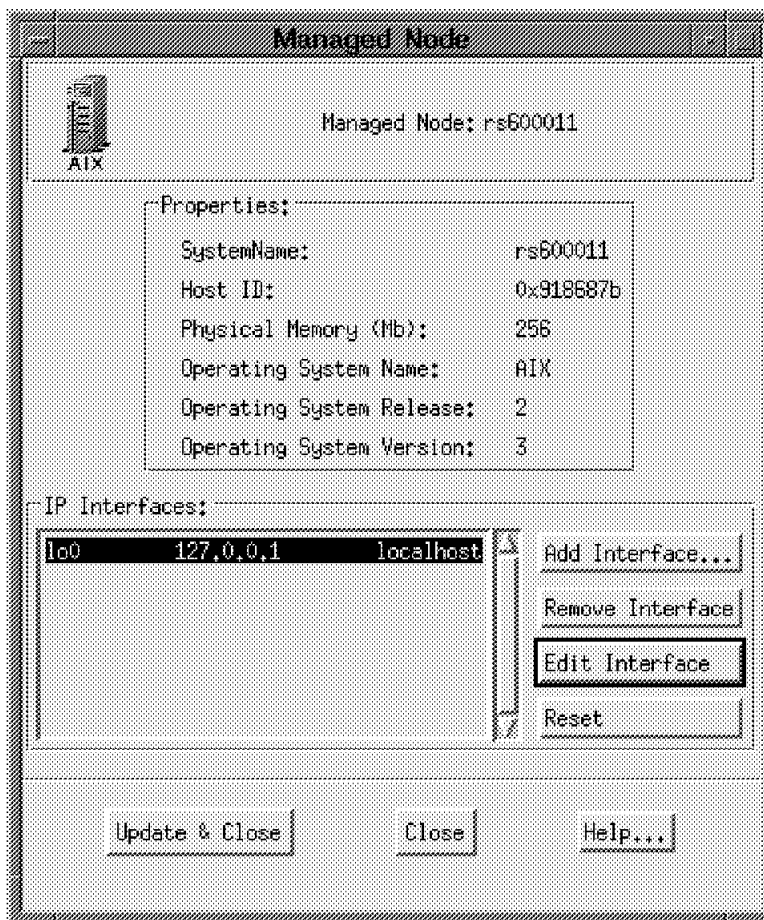 Managed Node
Managed Node: rs600011
AIX
Properties:
SystemName: rs600011
Host ID: 0x918687b
Physical Memory (Mb): 256
Operating System Name: AIX
Operating System Release: 2
Operating System Version: 3
IP Interfaces:
lo0 127.0.0.1 localhost
Add Interface...
Remove Interface
Edit Interface
Reset
Update & Close Close Help...